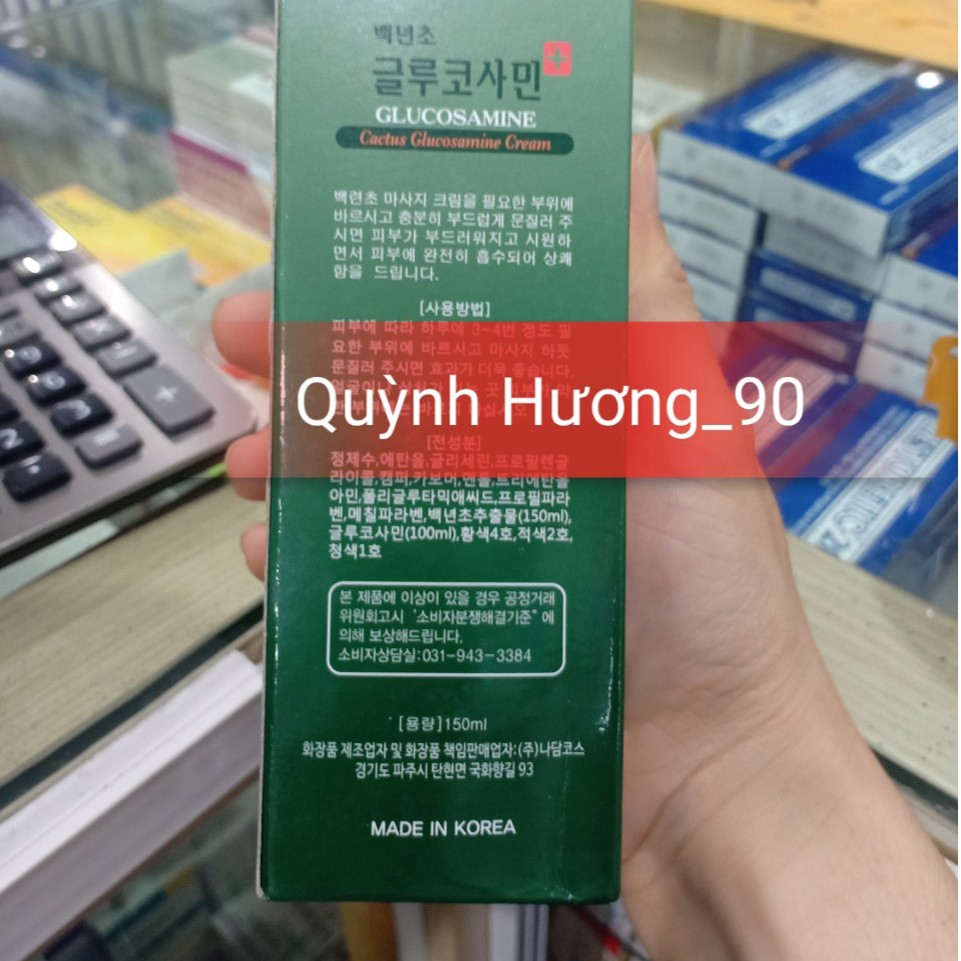 백년초
글루코사민
GLUCOSAMINE
Cactus Glucosamine Cream
백련초 마사지 크림을 필요한 부위에
바르시고 충분히 부드럽게 문질러 주
시면 피부가 부드러워지고 시원하
면서 피부에 완전히 흡수되어 상쾌
함을 드립니다.
[사용방법]
피부에 따라 하루에 3~4번 정도 필
요한 부위에 바르시고 마사지 하듯
문질러 주시면 효과가 더욱 좋습니다.
Quỳnh Hương_90
[전성분]
정제수,에탄올,글리세린,프로필렌글
라이콜,캠퍼,카보머,멘톨,트리에탄올
아민,폴리글루타믹애씨드,프로필파라
벤,메칠파라벤,백년초추출물(150ml),
글루코사민(100ml),황색4호,적색2호,
청색1호
본 제품에 이상이 있을 경우 공정거래
위원회고시 ‘소비자분쟁해결기준”에
의해 보상해드립니다.
소비자상담실:031-943-3384
[용량]150ml
화장품 제조업자 및 화장품 책임판매업자:(주)나담코스
경기도 파주시 탄현면 국화향길 93
MADE IN KOREA